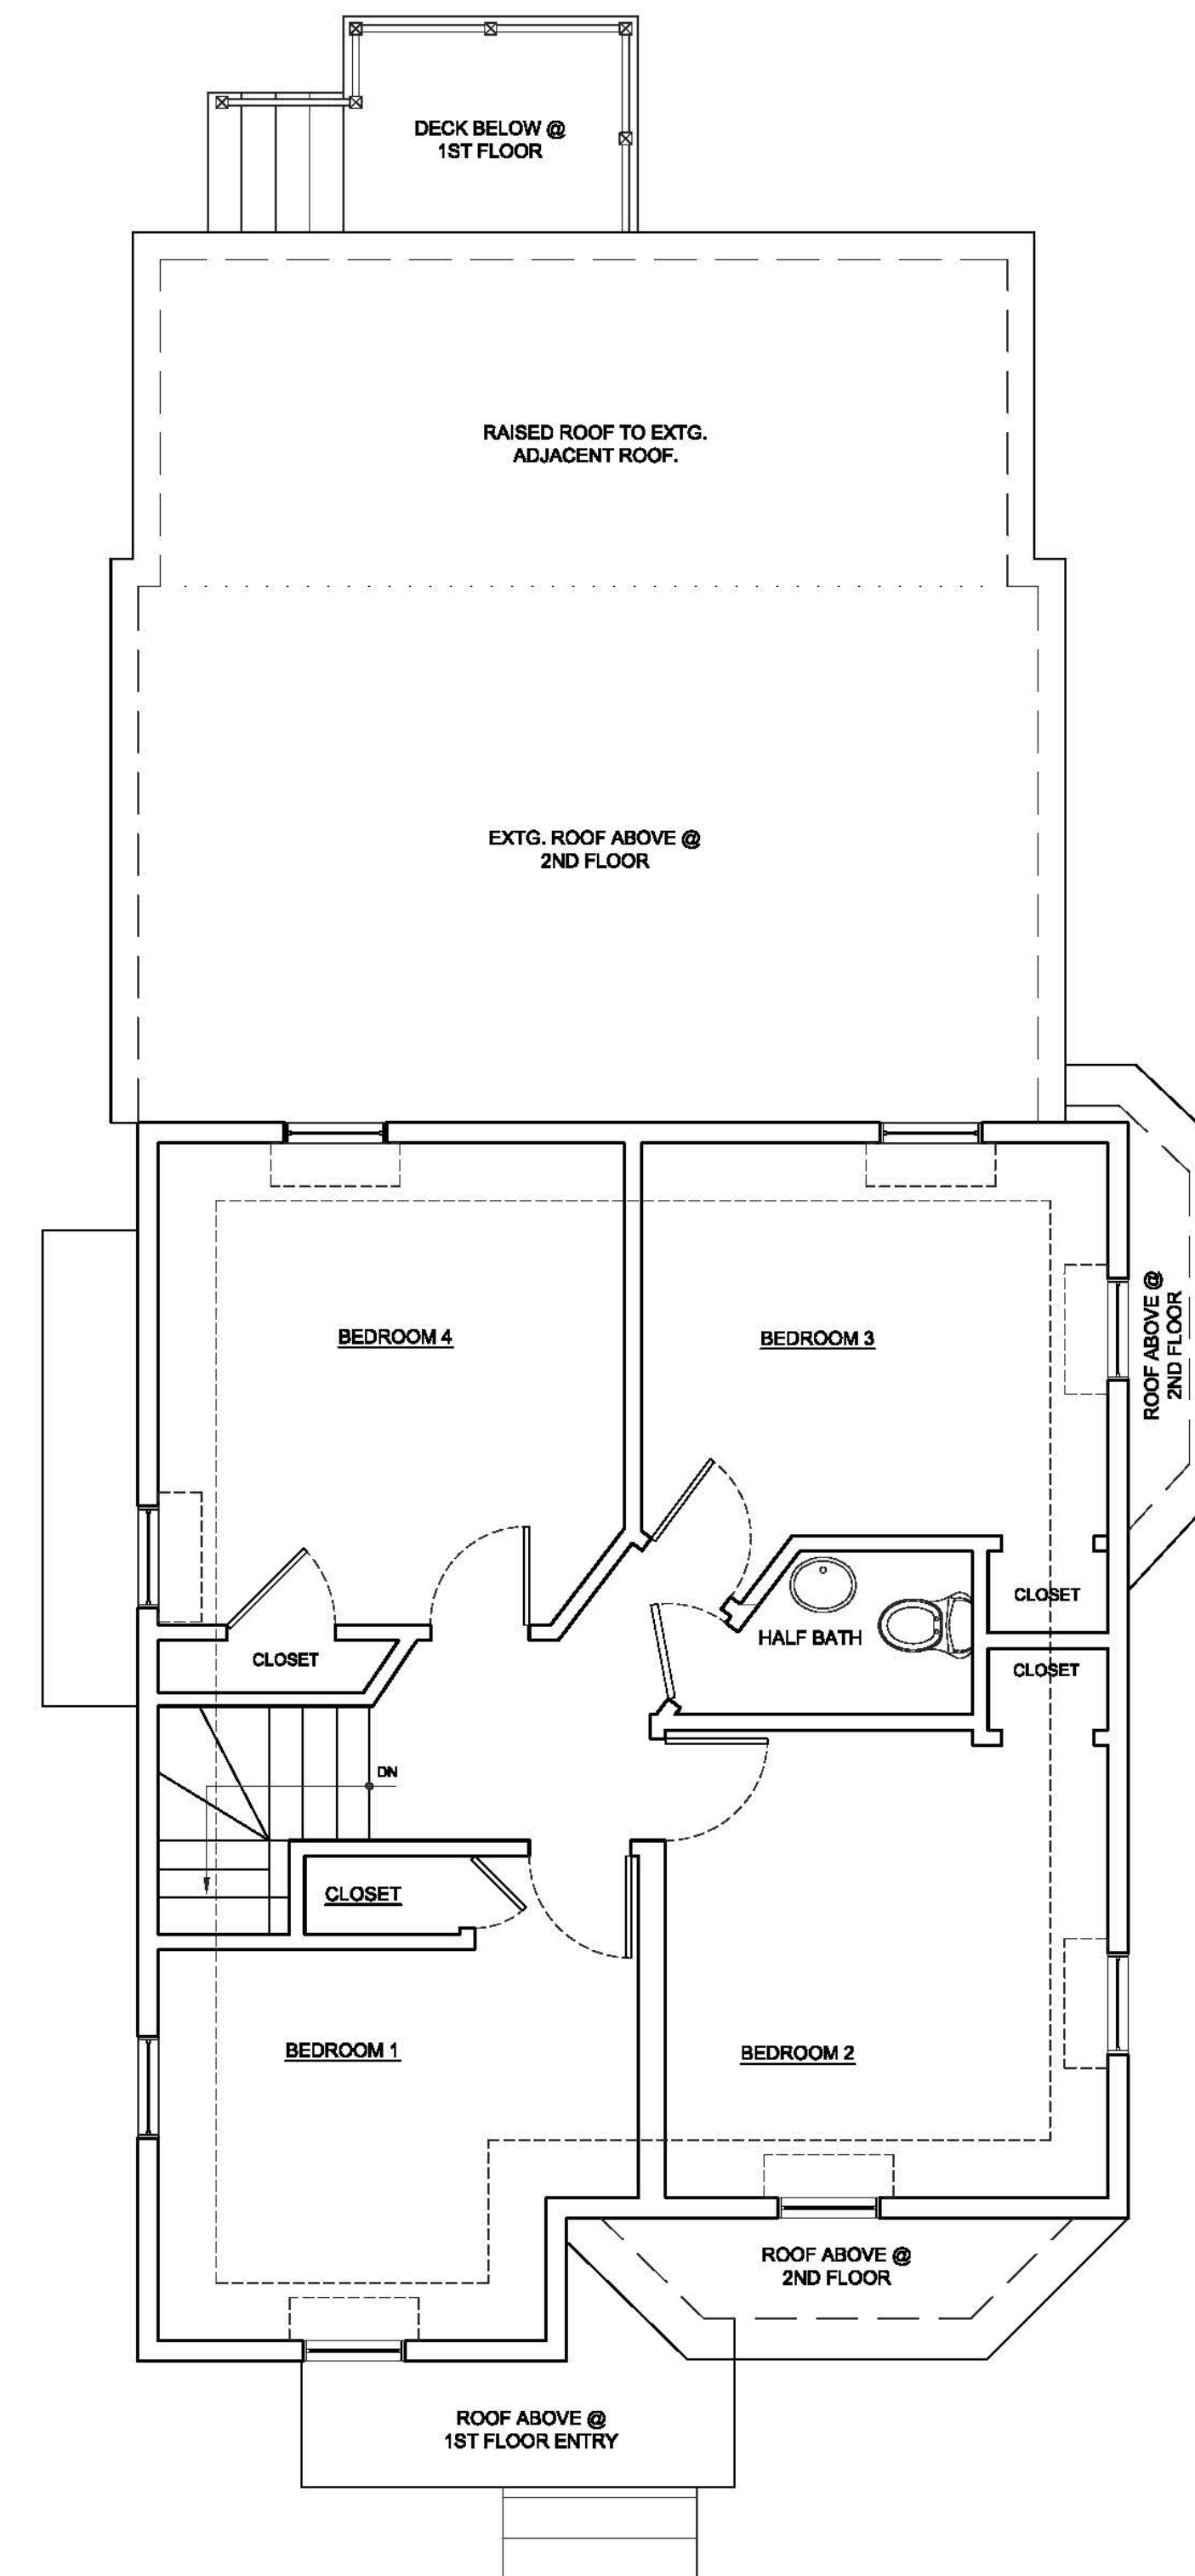 DECK BELOW @
1ST FLOOR
RAISED ROOF TO EXTG.
ADJACENT ROOF.
EXTG. ROOF ABOVE @
2ND FLOOR
BEDROOM 4
BEDROOM 3
ROOF ABOVE @
2ND FLOOR
CLOSET
HALF BATH
CLOSET
CLOSET
DN
CLOSET
BEDROOM 1
BEDROOM 2
ROOF ABOVE @
2ND FLOOR
ROOF ABOVE @
1ST FLOOR ENTRY